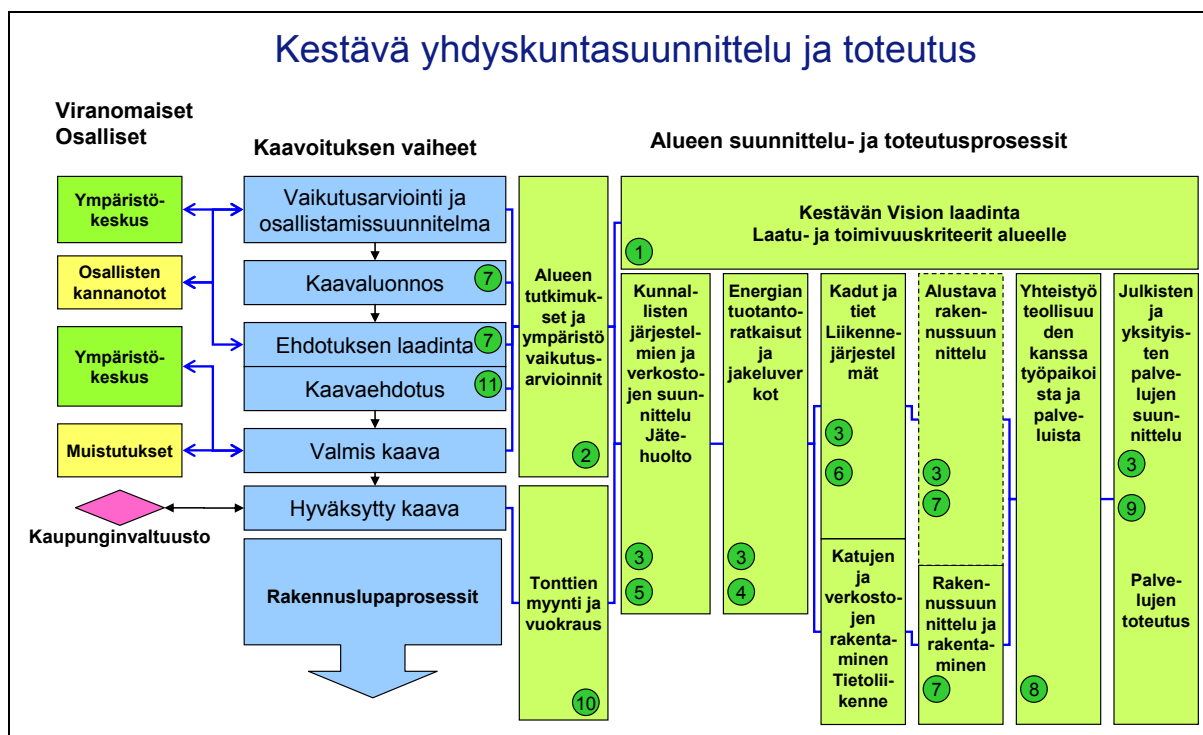 Kestävä yhdyskuntasuunnittelu ja toteutus
Viranomaiset
Osalliset
Kaavoituksen vaiheet
Alueen suunnittelu- ja toteutusprosessit
Ympäristö-
keskus
Osallisten
kannanotot
Ympäristö-
keskus
Muistutukset
Kaupunginvaltuusto
Vaikutusarviointi ja
osallistamissuunnitelma
Kaavaluonnos
7
Ehdotuksen laadinta
7
Kaavaehdotus
11
Valmis kaava
Hyväksytty kaava
Rakennuslupaprosessit
Alueen
tutkimuk-
set ja
ympäristö
vaikutus-
arvioinnit
2
Tonttien
myynti ja
vuokraus
10
Kestävän Vision laadinta
Laatu- ja toimivuuskriteerit alueelle
1
Kunnal-
listen
järjestel-
mien ja
verkosto-
jen suun-
nittelu
Jäte-
huolto
3
5
Energian
tuotanto-
ratkaisut
ja
jakeluver-
kot
3
4
Kadut ja
tiet
Liikenne-
järjestel
mät
3
6
Katujen
ja
verkosto-
jen
rakenta-
minen
Tietolii-
kenne
Alustava
raken-
nussuun
nittelu
3
7
Raken-
nussuun
nittelu ja
rakenta-
minen
7
Yhteistyö
teollisuu
den
kanssa
työpaikoi
sta ja
palve-
luista
8
Julkisten
ja
yksityis-
ten
palve-
lujen
suun-
nittelu
3
9
Palve-
lujen
toteutus